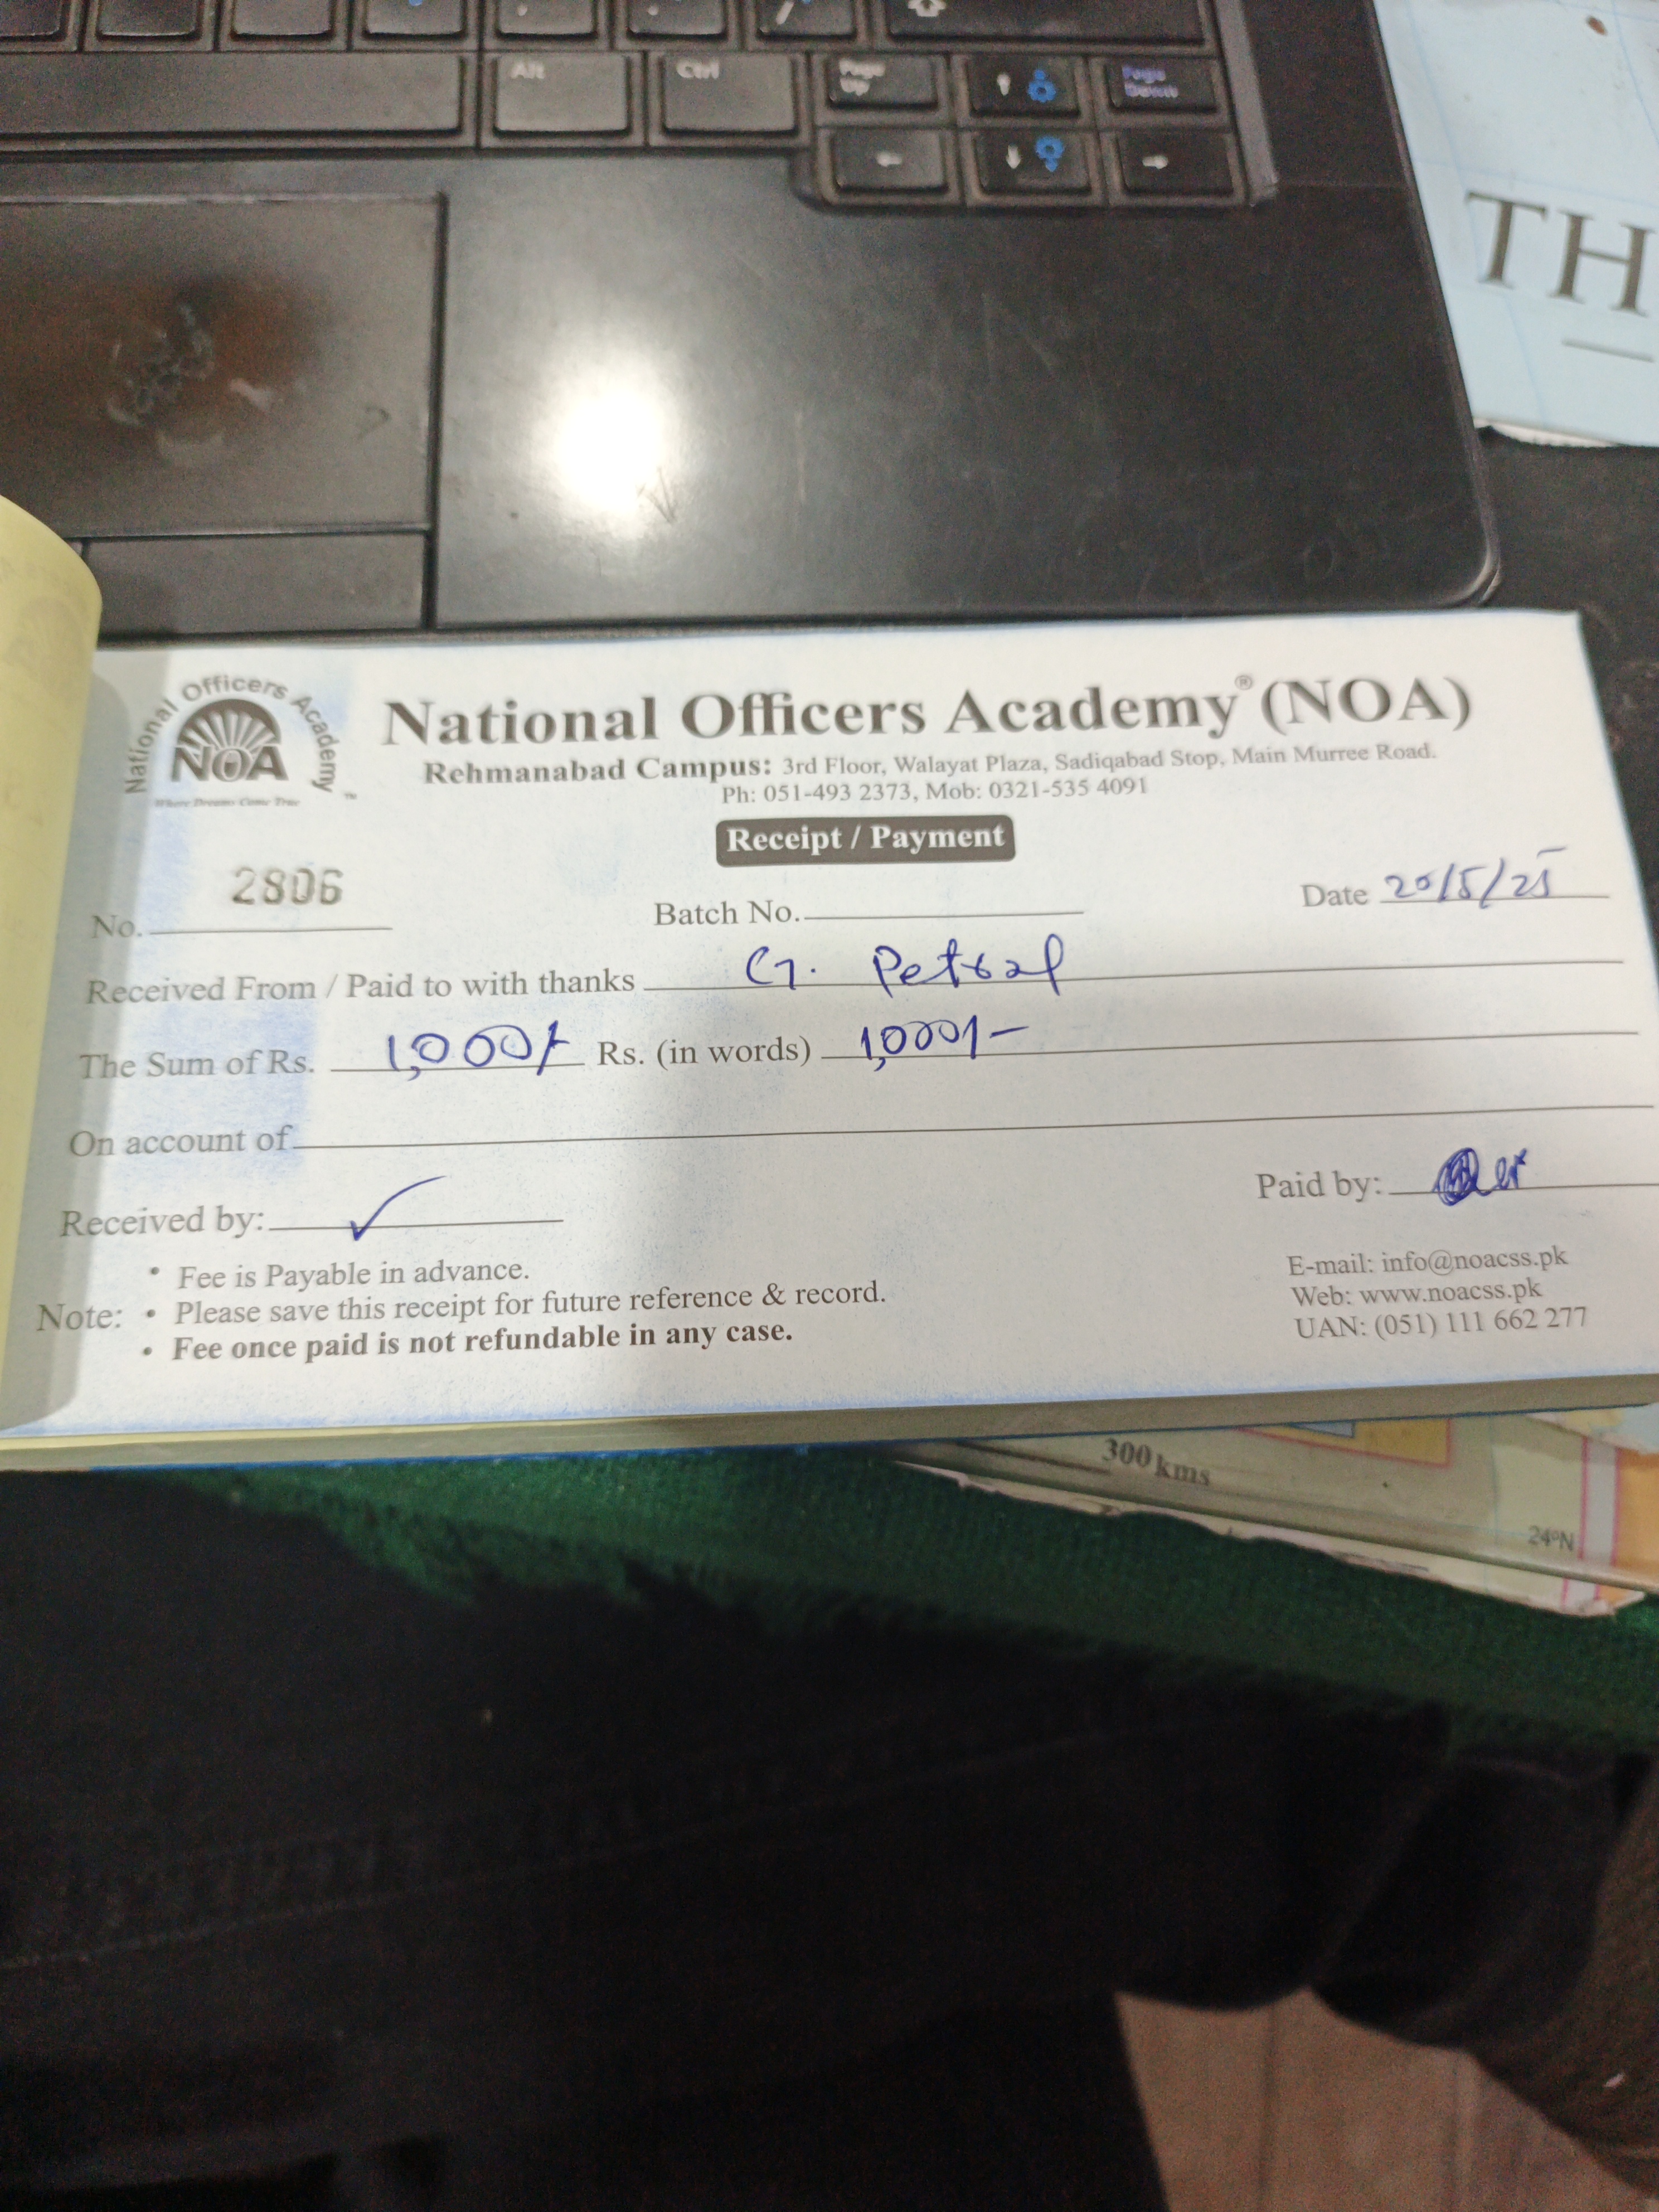 Alt Ctrl Page Up Page Down
TH
National Officers Academy
NOA
Where Dreams Come True
National Officers Academy® (NOA)
Rehmanabad Campus: 3rd Floor, Walayat Plaza, Sadiqabad Stop, Main Murree Road.
Ph: 051-493 2373, Mob: 0321-535 4091
Receipt / Payment
No. 2806 Batch No. Date 20/5/25
Received From / Paid to with thanks G. Petrol
The Sum of Rs. 1,000/- Rs. (in words) 1,000/-
On account of
Received by: Paid by:
Note:
• Fee is Payable in advance.
• Please save this receipt for future reference & record.
• Fee once paid is not refundable in any case.
E-mail: info@noacss.pk
Web: www.noacss.pk
UAN: (051) 111 662 277
300 kms
24°N